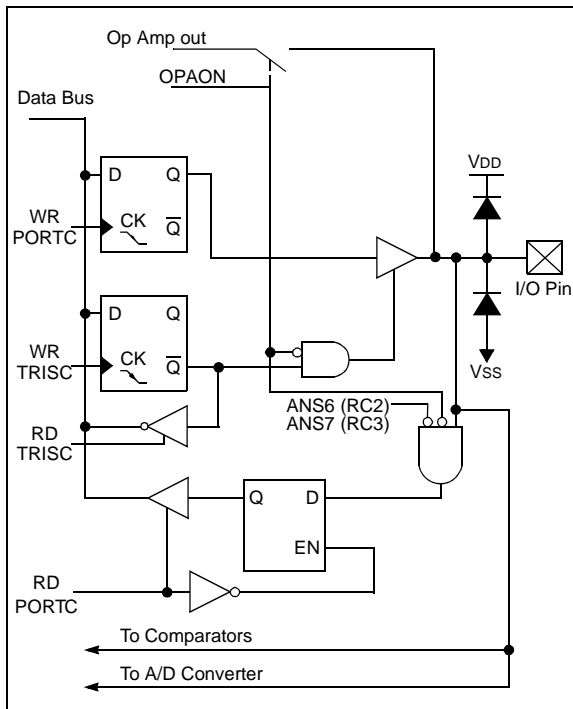 Op Amp out
OPAON
Data Bus
VDD
D Q
WR
PORTC
CK
Q
I/O Pin
D Q
WR
TRISC
CK
Q
VSS
ANS6 (RC2)
ANS7 (RC3)
RD
TRISC
Q D
EN
RD
PORTC
To Comparators
To A/D Converter